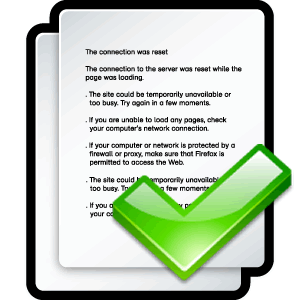 The connection was reset
The connection to the server was reset while the
page was loading.
. The site could be temporarily unavailable or
too busy. Try again in a few moments.
. If you are unable to load any pages, check
your computer's network connection.
. If your computer or network is protected by a
firewall or proxy, make sure that Firefox is
permitted to access the Web.
. The site could be temporarily unavailable
too busy. Try in a few moments.
. If you a pages,
your co